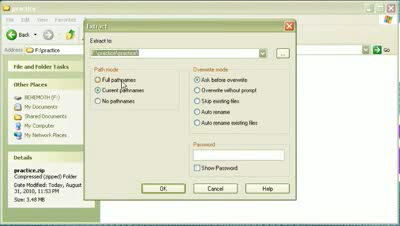 practice
File Edit View Favorites Tools Help
Back
Address F:\practice
File and Folder Tasks
Other Places
BEHEMOTH (F:)
My Documents
Shared Documents
My Computer
My Network Places
Details
practice.zip
Compressed (zipped) Folder
Date Modified: Today, August 31, 2010, 11:53 PM
Size: 3.48 MB
Extract
Extract to
F:\practice\practice\
...
Path mode
Full pathnames
Current pathnames
No pathnames
Overwrite mode
Ask before overwrite
Overwrite without prompt
Skip existing files
Auto rename
Auto rename existing files
Password
Show Password
OK
Cancel
Help